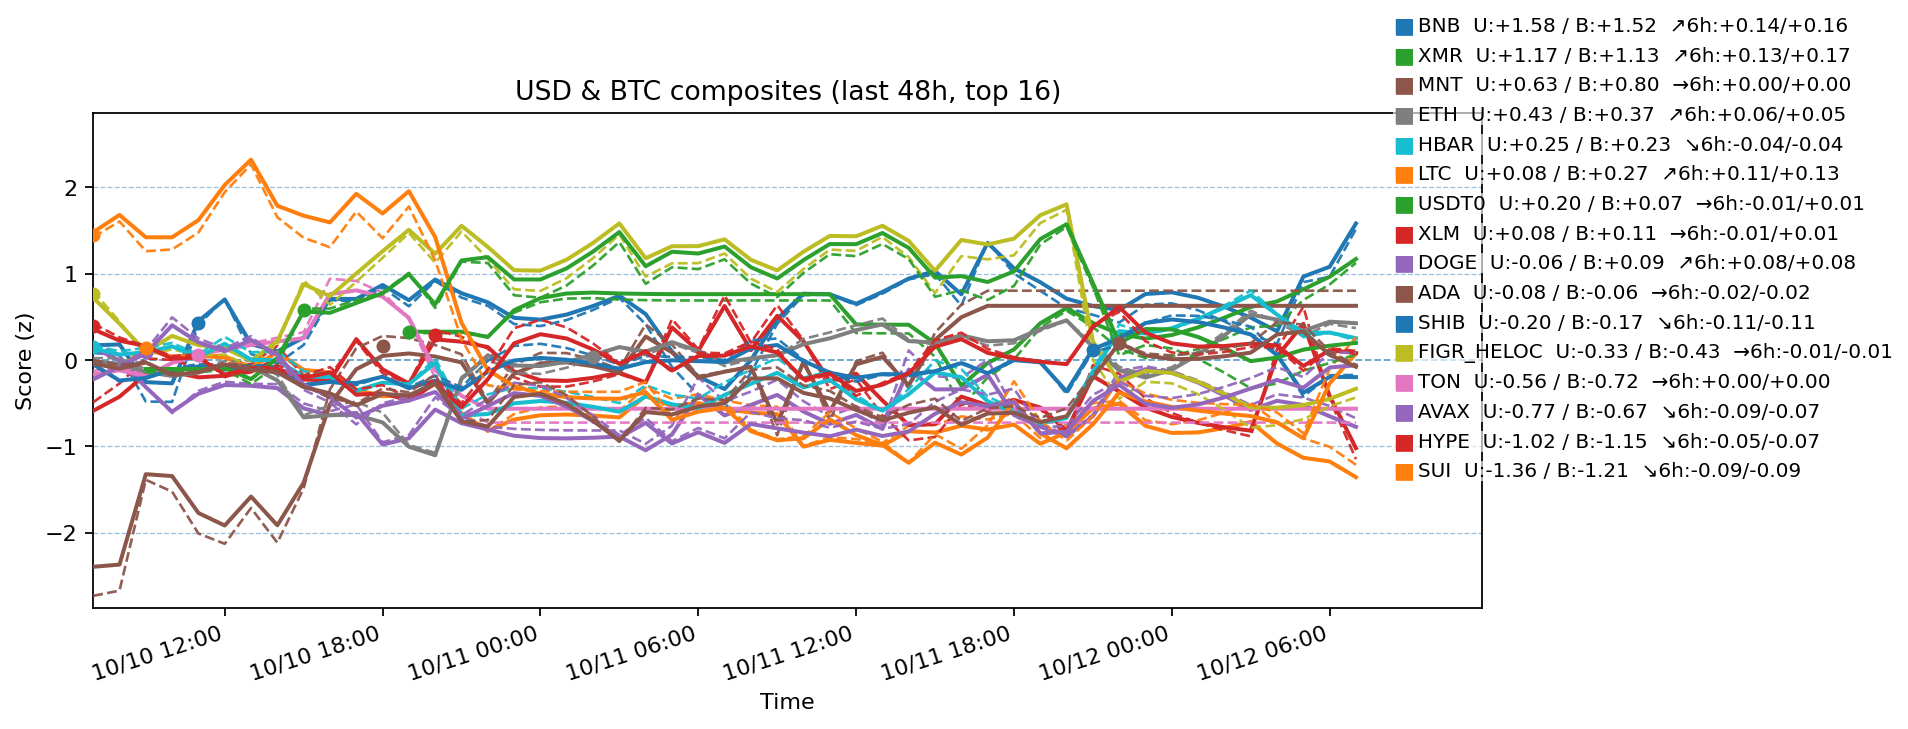 BNB  U:+1.58 / B:+1.52  ↗6h:+0.14/+0.16
XMR  U:+1.17 / B:+1.13  ↗6h:+0.13/+0.17
MNT  U:+0.63 / B:+0.80  →6h:+0.00/+0.00
ETH  U:+0.43 / B:+0.37  ↗6h:+0.06/+0.05
HBAR  U:+0.25 / B:+0.23  ↘6h:-0.04/-0.04
LTC  U:+0.08 / B:+0.27  ↗6h:+0.11/+0.13
USDT0  U:+0.20 / B:+0.07  →6h:-0.01/+0.01
XLM  U:+0.08 / B:+0.11  →6h:-0.01/+0.01
DOGE  U:-0.06 / B:+0.09  ↗6h:+0.08/+0.08
ADA  U:-0.08 / B:-0.06  →6h:-0.02/-0.02
SHIB  U:-0.20 / B:-0.17  ↘6h:-0.11/-0.11
FIGR_HELOC  U:-0.33 / B:-0.43  →6h:-0.01/-0.01
TON  U:-0.56 / B:-0.72  →6h:+0.00/+0.00
AVAX  U:-0.77 / B:-0.67  ↘6h:-0.09/-0.07
HYPE  U:-1.02 / B:-1.15  ↘6h:-0.05/-0.07
SUI  U:-1.36 / B:-1.21  ↘6h:-0.09/-0.09
USD & BTC composites (last 48h, top 16)
Score (z)
2
1
0
−1
−2
10/10 12:00
10/10 18:00
10/11 00:00
10/11 06:00
10/11 12:00
10/11 18:00
10/12 00:00
10/12 06:00
Time